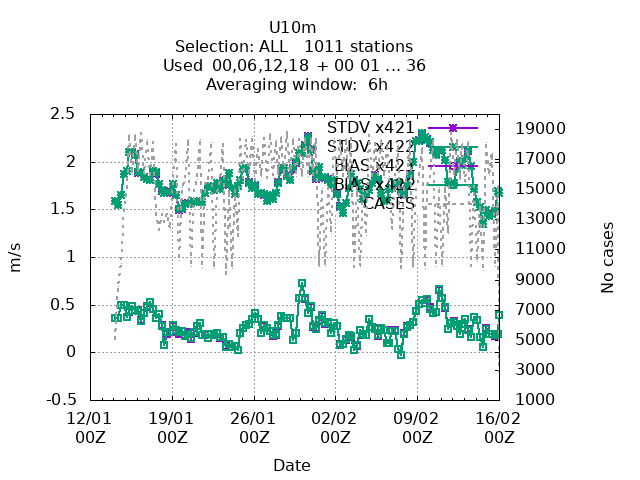 U10m
Selection: ALL 1011 stations
Used 00,06,12,18 + 00 01 ... 36
Averaging window: 6h
STDV x421
STDV x422
BIAS x421
BIAS x422
CASES
2.5
2
1.5
1
0.5
0
-0.5
m/s
19000
17000
15000
13000
11000
9000
7000
5000
3000
1000
No cases
12/01 19/01 26/01 02/02 09/02 16/02
00Z 00Z 00Z 00Z 00Z 00Z
Date